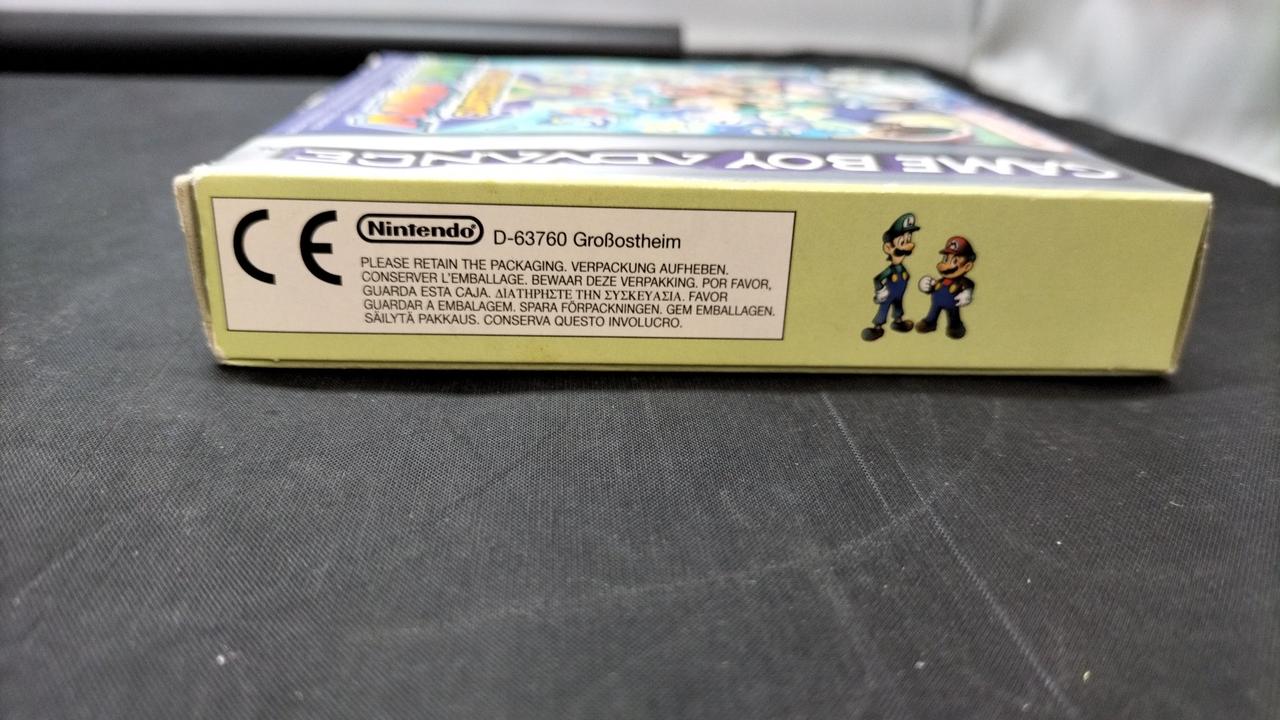 GAME BOY ADVANCE
CE
Nintendo® D-63760 Großostheim
PLEASE RETAIN THE PACKAGING. VERPACKUNG AUFHEBEN.
CONSERVER L'EMBALLAGE. BEWAAR DEZE VERPAKKING. POR FAVOR,
GUARDA ESTA CAJA. ΔΙΑΤΗΡΗΣΤΕ ΤΗΝ ΣΥΣΚΕΥΑΣΙΑ. FAVOR
GUARDAR A EMBALAGEM. SPARA FÖRPACKNINGEN. GEM EMBALLAGEN.
SÄILYTÄ PAKKAUS. CONSERVA QUESTO INVOLUCRO.